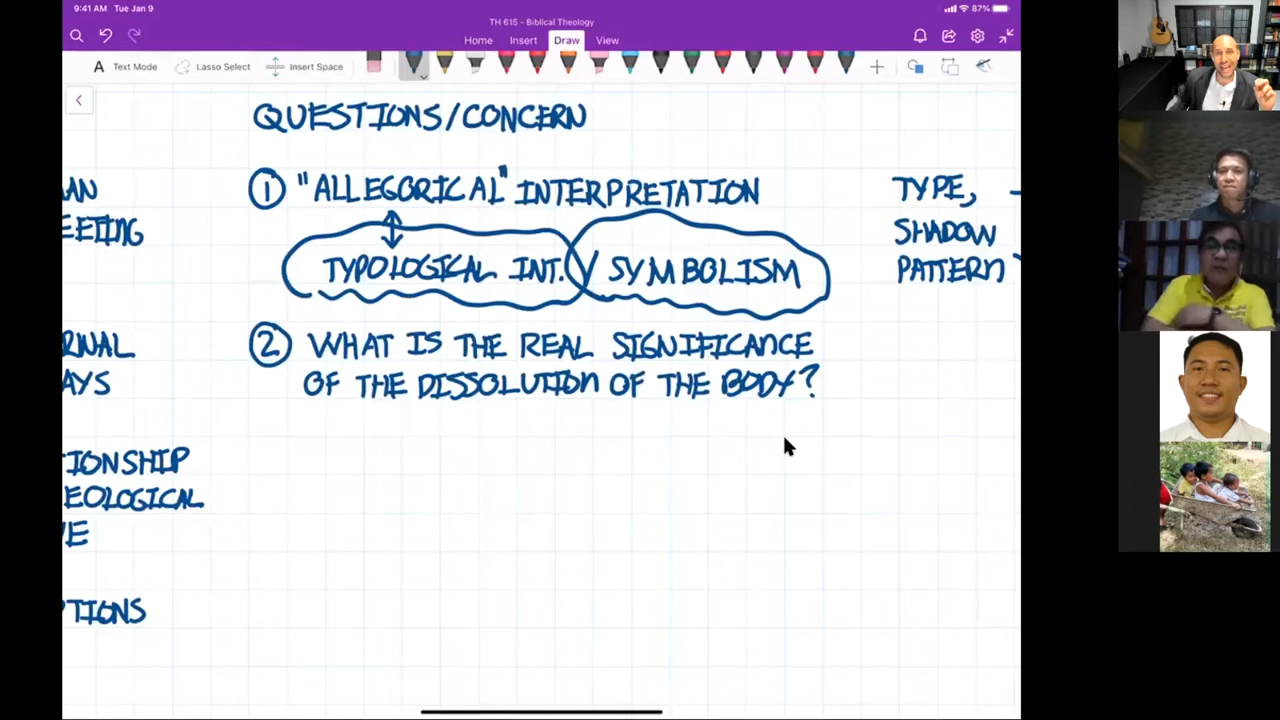 9:41 AM Tue Jan 9
87%
TH 615 - Biblical Theology
Home Insert Draw View
Text Mode Lasso Select Insert Space
QUESTIONS/CONCERN
① "ALLEGORICAL" INTERPRETATION
TYPOLOGICAL INT. / SYMBOLISM
② WHAT IS THE REAL SIGNIFICANCE
OF THE DISSOLUTION OF THE BODY?
TYPE,
SHADOW
PATTERN
AN
EETING
RNAL
AYS
TIONSHIP
EOLOGICAL
VE
PTIONS